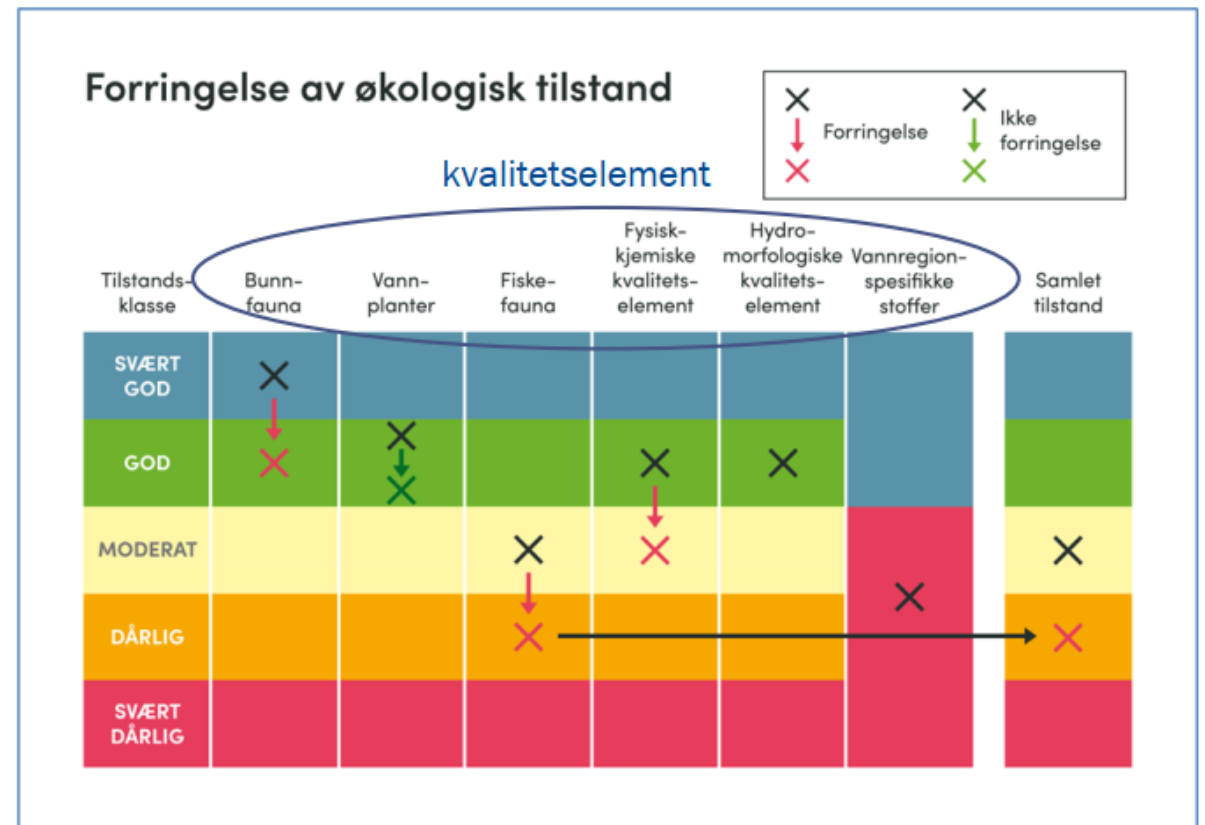 Forringelse av økologisk tilstand
Forringelse
Ikke
forringelse
kvalitetselement
Tilstands-
klasse
Bunn-
fauna
Vann-
planter
Fiske-
fauna
Fysisk-
kjemiske
kvalitets-
element
Hydro-
morfologiske
kvalitets-
element
Vannregion-
spesifikke
stoffer
Samlet
tilstand
SVÆRT
GOD
GOD
MODERAT
DÅRLIG
SVÆRT
DÅRLIG